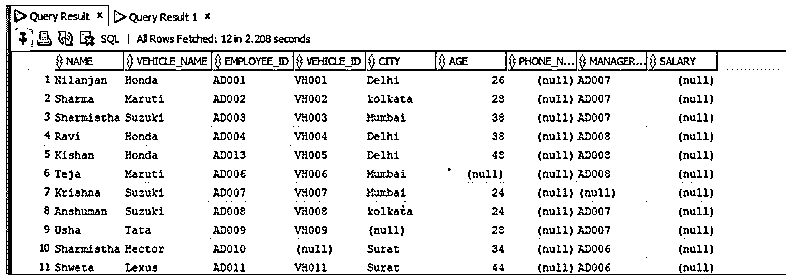 Query Result × Query Result 1 ×
SQL | All Rows Fetched: 12 in 2.208 seconds
NAME VEHICLE_NAME EMPLOYEE_ID VEHICLE_ID CITY AGE PHONE_N... MANAGER... SALARY
1 Nilanjan Honda AD001 VH001 Delhi 26 (null) AD007 (null)
2 Sharma Maruti AD002 VH002 kolkata 28 (null) AD007 (null)
3 Sharmistha Suzuki AD003 VH003 Mumbai 38 (null) AD007 (null)
4 Ravi Honda AD004 VH004 Delhi 38 (null) AD008 (null)
5 Kishan Honda AD013 VH005 Delhi 48 (null) AD008 (null)
6 Teja Maruti AD006 VH006 Mumbai (null) (null) AD008 (null)
7 Krishna Suzuki AD007 VH007 Mumbai 24 (null) (null) (null)
8 Anshuman Suzuki AD008 VH008 kolkata 24 (null) AD007 (null)
9 Usha Tata AD009 VH009 (null) 28 (null) AD007 (null)
10 Sharmistha Hector AD010 (null) Surat 34 (null) AD006 (null)
11 Shweta Lexus AD011 VH011 Surat 44 (null) AD006 (null)